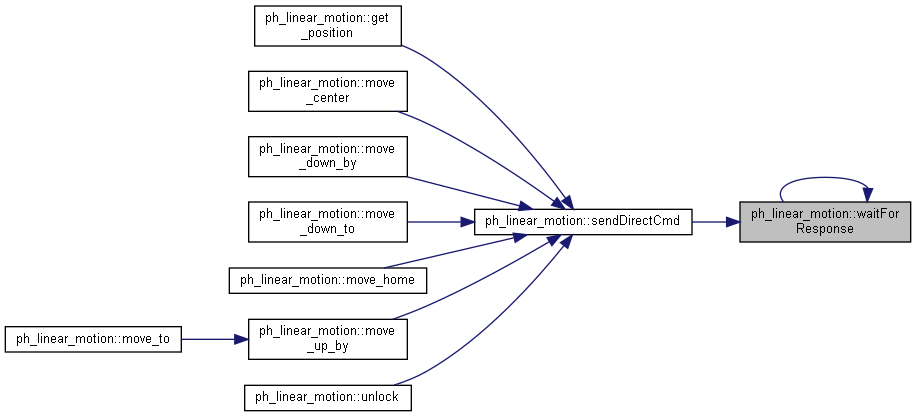 ph_linear_motion::get
_position
ph_linear_motion::move
_center
ph_linear_motion::move
_down_by
ph_linear_motion::move
_down_to
ph_linear_motion::move_home
ph_linear_motion::move_to
ph_linear_motion::move
_up_by
ph_linear_motion::unlock
ph_linear_motion::sendDirectCmd
ph_linear_motion::waitFor
Response